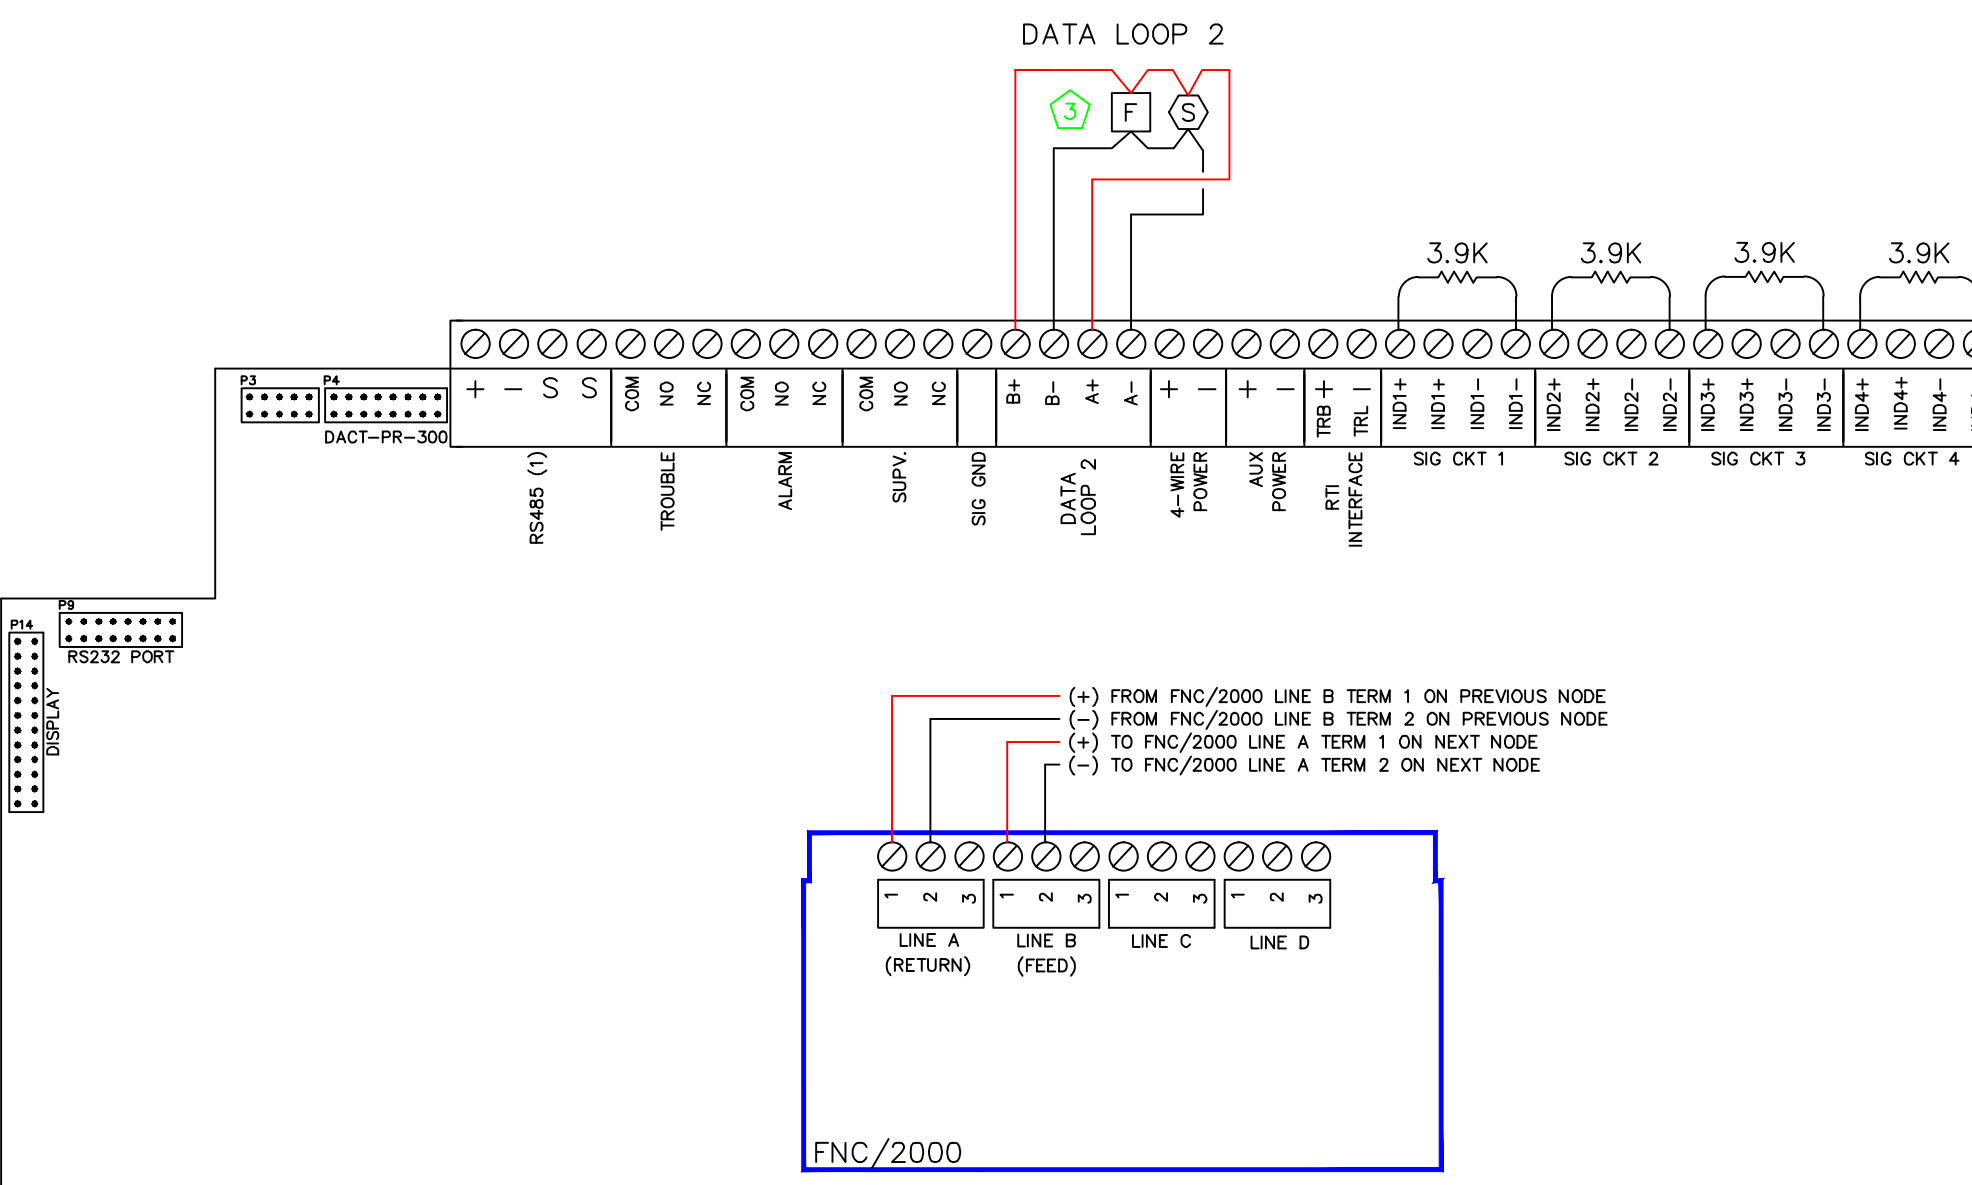 DATA LOOP 2
3
F
S
3.9K
3.9K
3.9K
3.9K
P3
P4
DACT-PR-300
+ - S S
COM NO NC
COM NO NC
COM NO NC
B+ B- A+ A-
+ -
+ -
TRB + TRL -
IND1+ IND1+ IND1- IND1-
IND2+ IND2+ IND2- IND2-
IND3+ IND3+ IND3- IND3-
IND4+ IND4+ IND4-
RS485 (1)
TROUBLE
ALARM
SUPV.
SIG GND
DATA
LOOP 2
4-WIRE
POWER
AUX
POWER
RTI
INTERFACE
SIG CKT 1
SIG CKT 2
SIG CKT 3
SIG CKT 4
P9
RS232 PORT
P14
DISPLAY
(+) FROM FNC/2000 LINE B TERM 1 ON PREVIOUS NODE
(-) FROM FNC/2000 LINE B TERM 2 ON PREVIOUS NODE
(+) TO FNC/2000 LINE A TERM 1 ON NEXT NODE
(-) TO FNC/2000 LINE A TERM 2 ON NEXT NODE
1 2 3
1 2 3
1 2 3
1 2 3
LINE A
(RETURN)
LINE B
(FEED)
LINE C
LINE D
FNC/2000